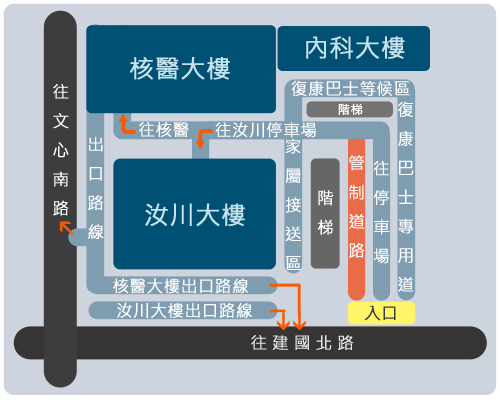 核醫大樓
內科大樓
復康巴士等候區
階梯
往文心南路
出口路線
往核醫
往汝川停車場
家屬接送區
階梯
管制道路
往停車場
復康巴士專用道
汝川大樓
核醫大樓出口路線
汝川大樓出口路線
入口
往建國北路